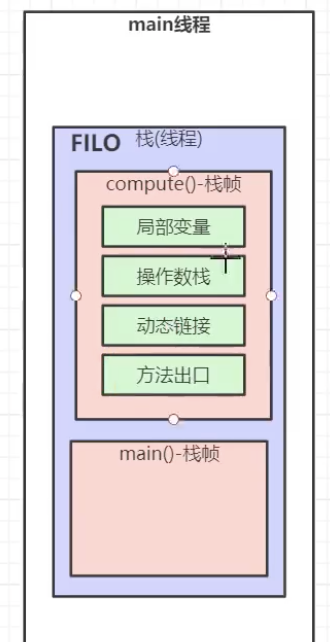 main线程
FILO 栈(线程)
compute()-栈帧
局部变量
操作数栈
动态链接
方法出口
main()-栈帧